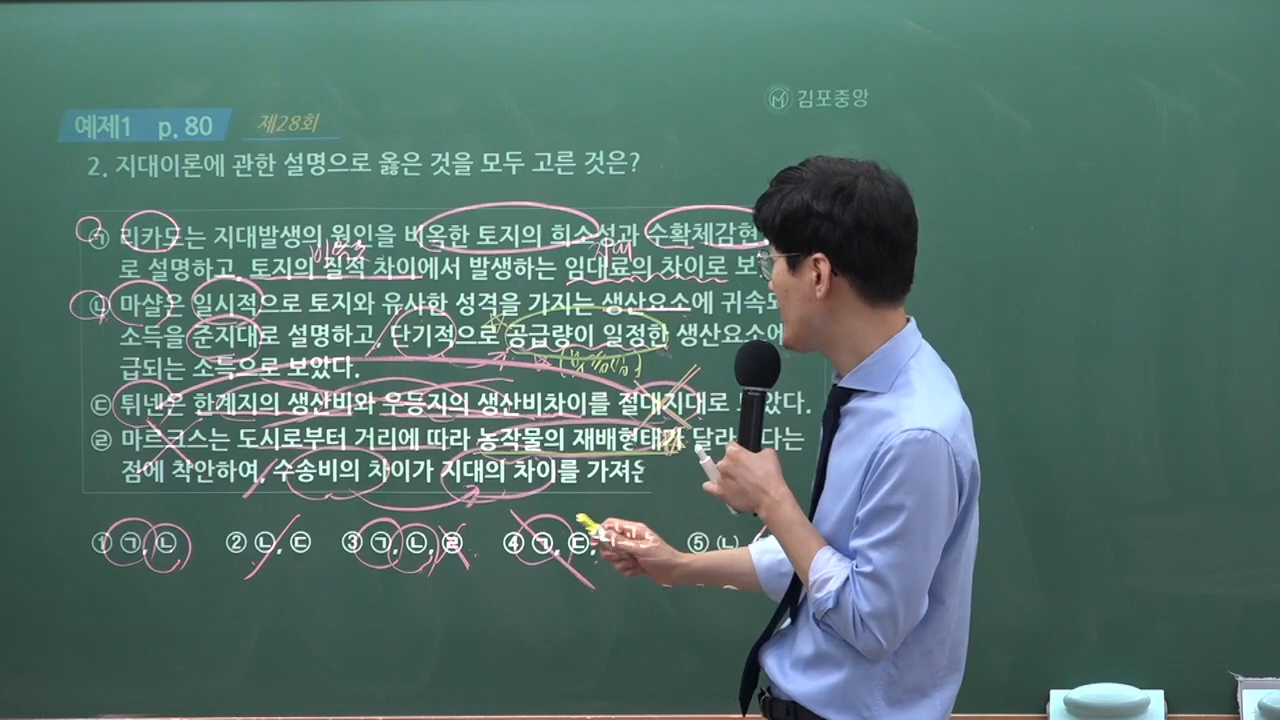 김포중앙
예제1 p. 80 제28회
2. 지대이론에 관한 설명으로 옳은 것을 모두 고른 것은?
㉠ 리카도는 지대발생의 원인을 비옥한 토지의 희소성과 수확체감현
비옥도 지대
로 설명하고, 토지의 질적 차이에서 발생하는 임대료의 차이로 보
㉡ 마샬은 일시적으로 토지와 유사한 성격을 가지는 생산요소에 귀속되
소득을 준지대로 설명하고, 단기적으로 공급량이 일정한 생산요소에
급되는 소득으로 보았다.
㉢ 튀넨은 한계지의 생산비와 우등지의 생산비차이를 절대지대로 보았다.
㉣ 마르크스는 도시로부터 거리에 따라 농작물의 재배형태가 달라 다는
점에 착안하여, 수송비의 차이가 지대의 차이를 가져온
① ㉠, ㉡ ② ㉡, ㉢ ③ ㉠, ㉡, ㉣ ④ ㉠, ㉢, ⑤ ㉡